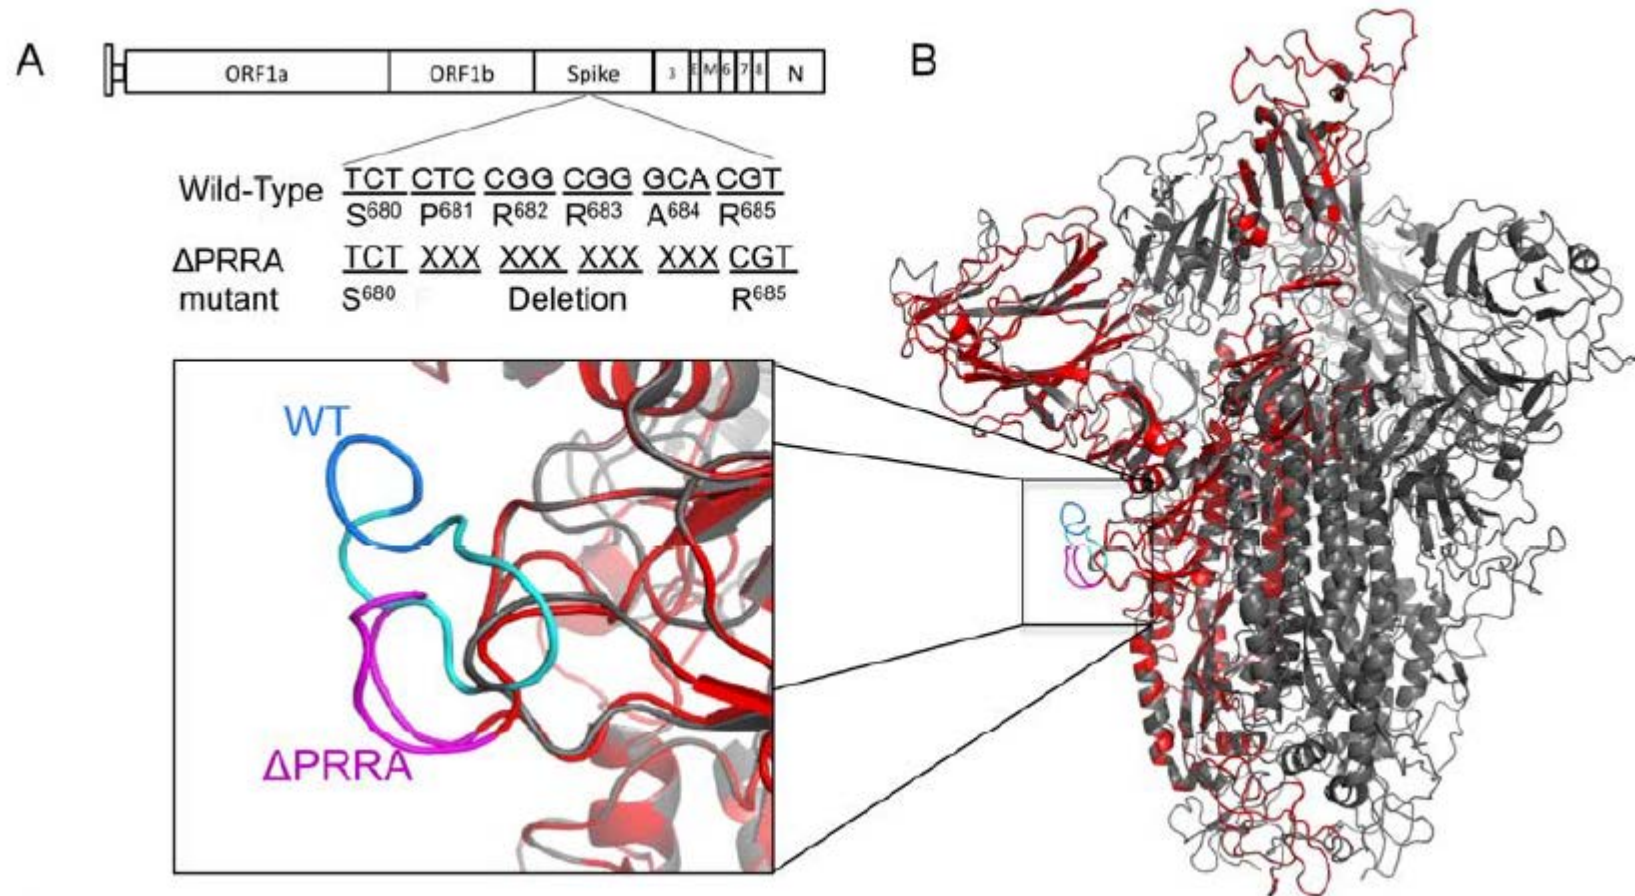 A
ORF1a ORF1b Spike 3 E M 6 7 8 N
Wild-Type TCT CTC CGG CGG GCA CGT
S⁶⁸⁰ P⁶⁸¹ R⁶⁸² R⁶⁸³ A⁶⁸⁴ R⁶⁸⁵
ΔPRRA TCT XXX XXX XXX XXX CGT
mutant S⁶⁸⁰ Deletion R⁶⁸⁵
WT
ΔPRRA
B